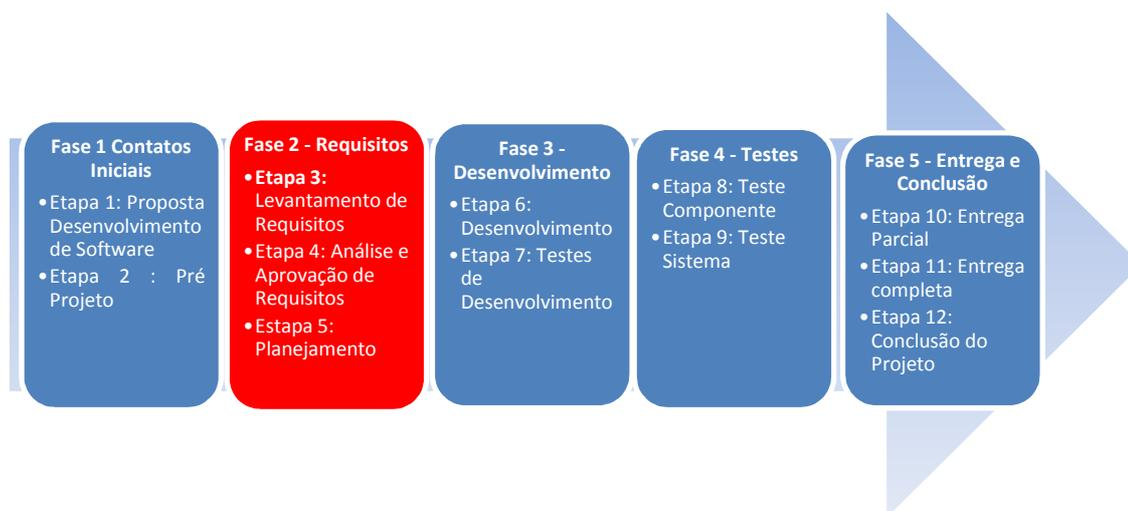 Fase 1 Contatos
Iniciais
•Etapa 1: Proposta
Desenvolvimento
de Software
•Etapa 2 : Pré
Projeto
Fase 2 - Requisitos
•Etapa 3:
Levantamento de
Requisitos
•Etapa 4: Análise e
Aprovação de
Requisitos
•Estapa 5:
Planejamento
Fase 3 -
Desenvolvimento
•Etapa 6:
Desenvolvimento
•Etapa 7: Testes
de
Desenvolvimento
Fase 4 - Testes
•Etapa 8: Teste
Componente
•Etapa 9: Teste
Sistema
Fase 5 - Entrega e
Conclusão
•Etapa 10: Entrega
Parcial
•Etapa 11: Entrega
completa
•Etapa 12:
Conclusão do
Projeto